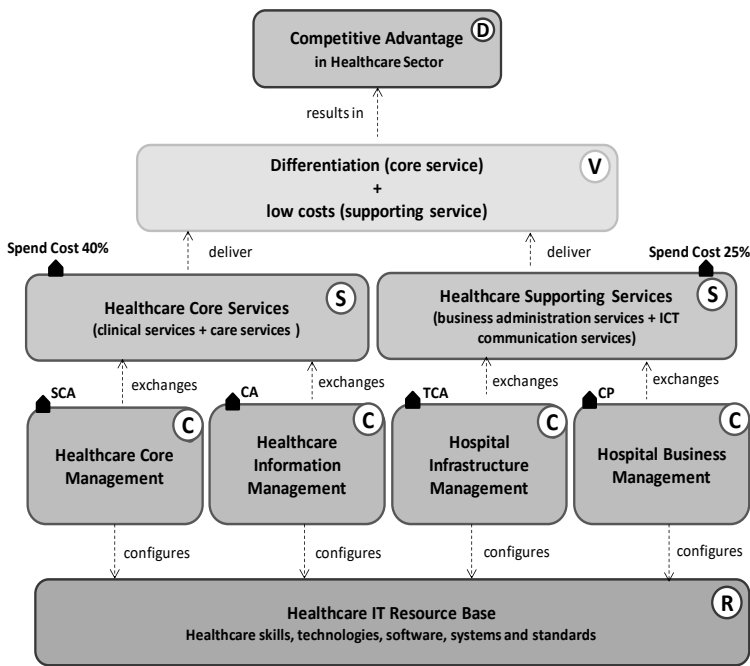 Competitive Advantage
in Healthcare Sector
D
results in
Differentiation (core service)
+
low costs (supporting service)
V
Spend Cost 40%
deliver
deliver
Spend Cost 25%
Healthcare Core Services
(clinical services + care services )
S
Healthcare Supporting Services
(business administration services + ICT
communication services)
S
exchanges
exchanges
exchanges
exchanges
SCA
CA
TCA
CP
Healthcare Core
Management
C
Healthcare
Information
Management
C
Hospital
Infrastructure
Management
C
Hospital Business
Management
C
configures
configures
configures
configures
Healthcare IT Resource Base
Healthcare skills, technologies, software, systems and standards
R